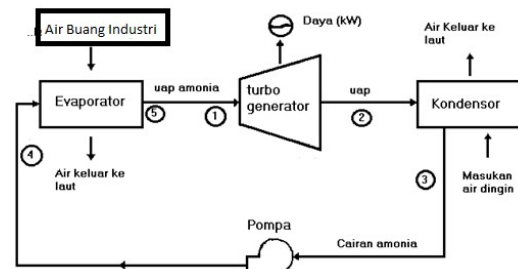 Air Buang Industri
Daya (kW)
Air Keluar ke
laut
Evaporator
uap amonia
turbo
generator
uap
Kondensor
5
1
2
4
Air keluar ke
laut
3
Masukan
air dingin
Pompa
Cairan amonia